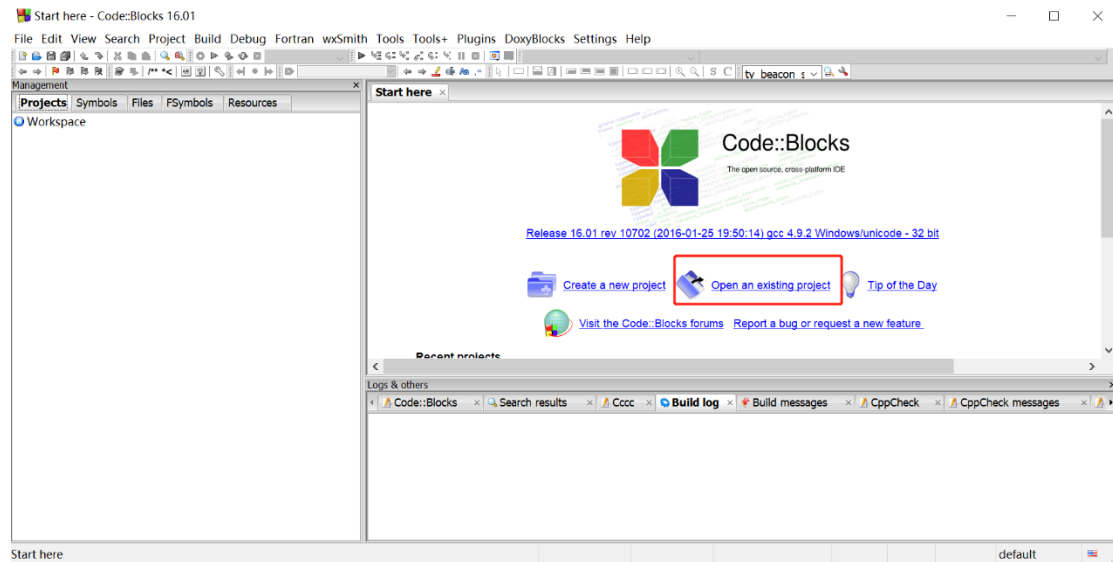 Start here - Code::Blocks 16.01
File Edit View Search Project Build Debug Fortran wxSmith Tools Tools+ Plugins DoxyBlocks Settings Help
S C ty_beacon_s
Management
Projects Symbols Files FSymbols Resources
Workspace
Start here
Code::Blocks
The open source, cross-platform IDE
Release 16.01 rev 10702 (2016-01-25 19:50:14) gcc 4.9.2 Windows/unicode - 32 bit
Create a new project Open an existing project Tip of the Day
Visit the Code::Blocks forums Report a bug or request a new feature
Recent projects
Logs & others
Code::Blocks Search results Cccc Build log Build messages CppCheck CppCheck messages
Start here default